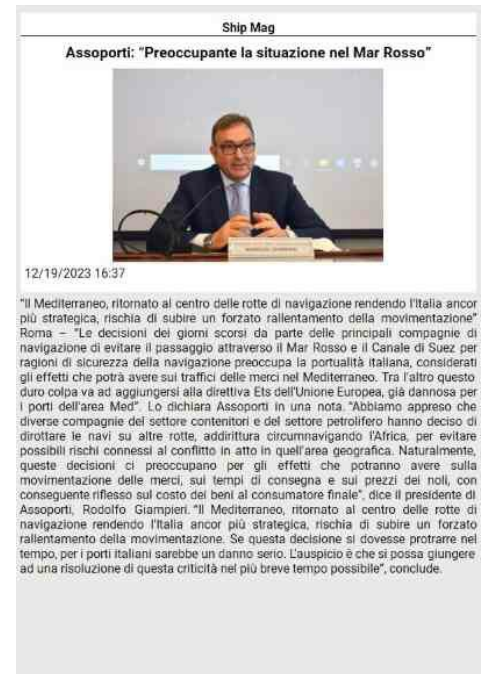 Ship Mag
Assoporti: “Preoccupante la situazione nel Mar Rosso”
12/19/2023 16:37
“Il Mediterraneo, ritornato al centro delle rotte di navigazione rendendo l'Italia ancor
più strategica, rischia di subire un forzato rallentamento della movimentazione”
Roma – “Le decisioni dei giorni scorsi da parte delle principali compagnie di
navigazione di evitare il passaggio attraverso il Mar Rosso e il Canale di Suez per
ragioni di sicurezza della navigazione preoccupa la portualità italiana, considerati
gli effetti che potrà avere sui traffici delle merci nel Mediterraneo. Tra l'altro questo
duro colpa va ad aggiungersi alla direttiva Ets dell'Unione Europea, già dannosa per
i porti dell'area Med”. Lo dichiara Assoporti in una nota. “Abbiamo appreso che
diverse compagnie del settore contenitori e del settore petrolifero hanno deciso di
dirottare le navi su altre rotte, addirittura circumnavigando l'Africa, per evitare
possibili rischi connessi al conflitto in atto in quell'area geografica. Naturalmente,
queste decisioni ci preoccupano per gli effetti che potranno avere sulla
movimentazione delle merci, sui tempi di consegna e sui prezzi dei noli, con
conseguente riflesso sul costo dei beni al consumatore finale”, dice il presidente di
Assoporti, Rodolfo Giampieri. “Il Mediterraneo, ritornato al centro delle rotte di
navigazione rendendo l'Italia ancor più strategica, rischia di subire un forzato
rallentamento della movimentazione. Se questa decisione si dovesse protrarre nel
tempo, per i porti italiani sarebbe un danno serio. L'auspicio è che si possa giungere
ad una risoluzione di questa criticità nel più breve tempo possibile”, conclude.